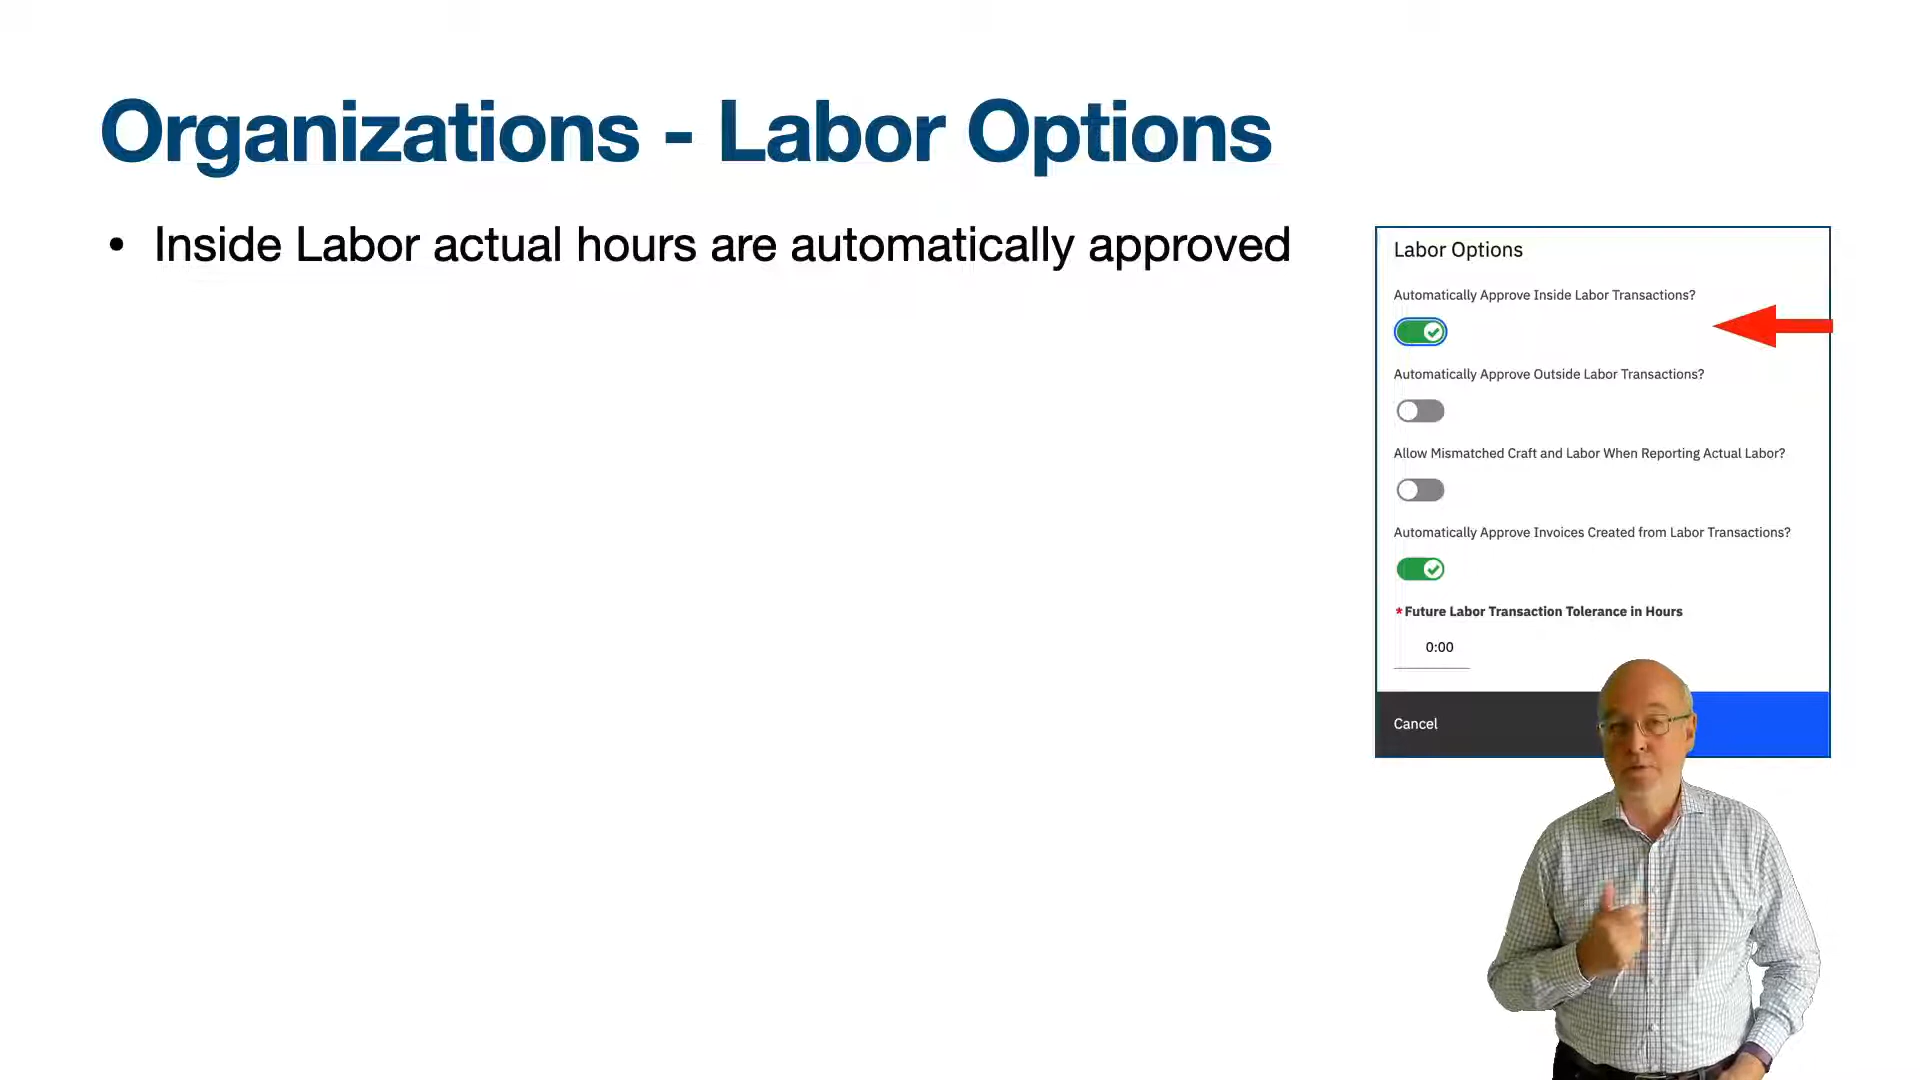 Organizations - Labor Options
• Inside Labor actual hours are automatically approved
Labor Options
Automatically Approve Inside Labor Transactions?
Automatically Approve Outside Labor Transactions?
Allow Mismatched Craft and Labor When Reporting Actual Labor?
Automatically Approve Invoices Created from Labor Transactions?
*Future Labor Transaction Tolerance in Hours
0:00
Cancel